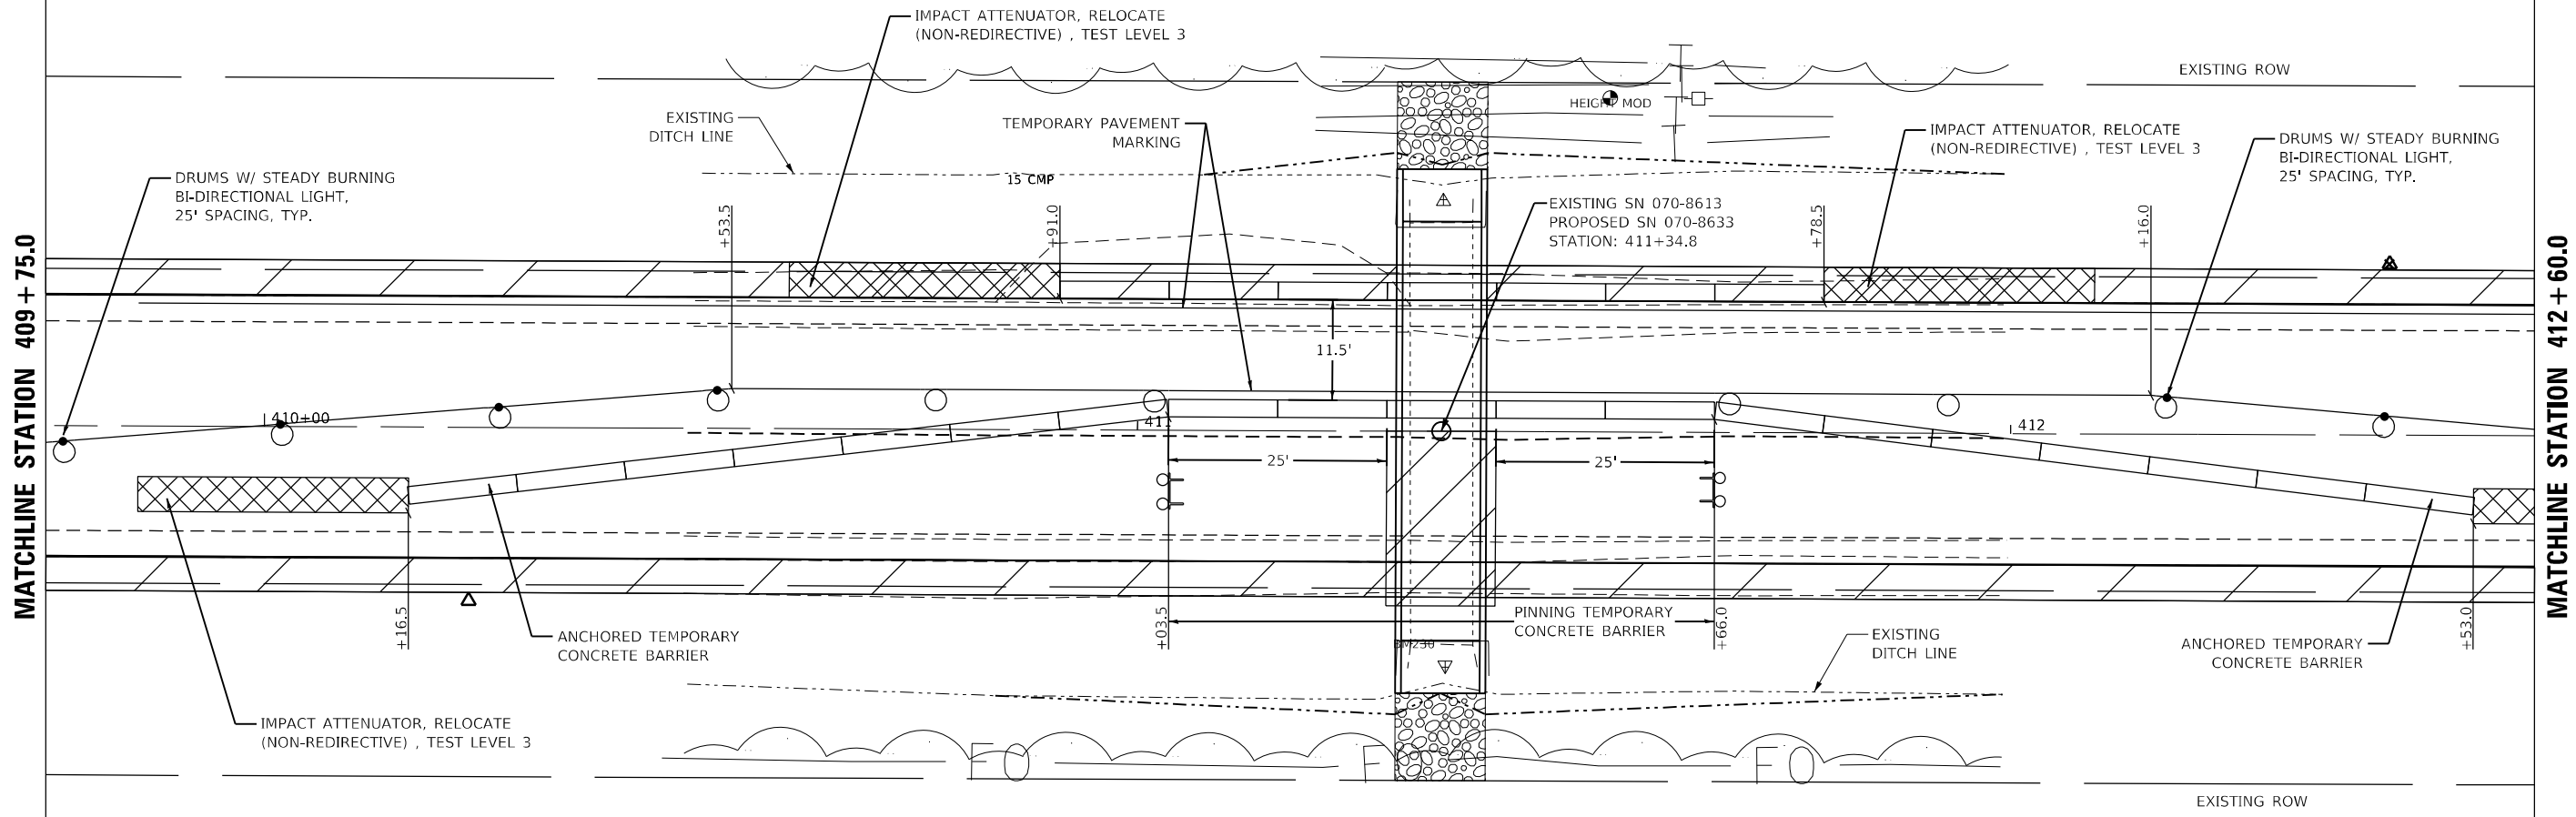 IMPACT ATTENUATOR, RELOCATE
(NON-REDIRECTIVE) , TEST LEVEL 3
EXISTING ROW
EXISTING
DITCH LINE
TEMPORARY PAVEMENT
MARKING
HEIGHT MOD
IMPACT ATTENUATOR, RELOCATE
(NON-REDIRECTIVE) , TEST LEVEL 3
DRUMS W/ STEADY BURNING
BI-DIRECTIONAL LIGHT,
25' SPACING, TYP.
DRUMS W/ STEADY BURNING
BI-DIRECTIONAL LIGHT,
25' SPACING, TYP.
15 CMP
EXISTING SN 070-8613
PROPOSED SN 070-8633
STATION: 411+34.8
+53.5
+91.0
+78.5
+16.0
MATCHLINE STATION 409 + 75.0
MATCHLINE STATION 412 + 60.0
11.5'
410+00
411
412
25'
25'
+16.5
+03.5
+66.0
+53.0
PINNING TEMPORARY
CONCRETE BARRIER
ANCHORED TEMPORARY
CONCRETE BARRIER
EXISTING
DITCH LINE
ANCHORED TEMPORARY
CONCRETE BARRIER
IMPACT ATTENUATOR, RELOCATE
(NON-REDIRECTIVE) , TEST LEVEL 3
FO
FO
EXISTING ROW